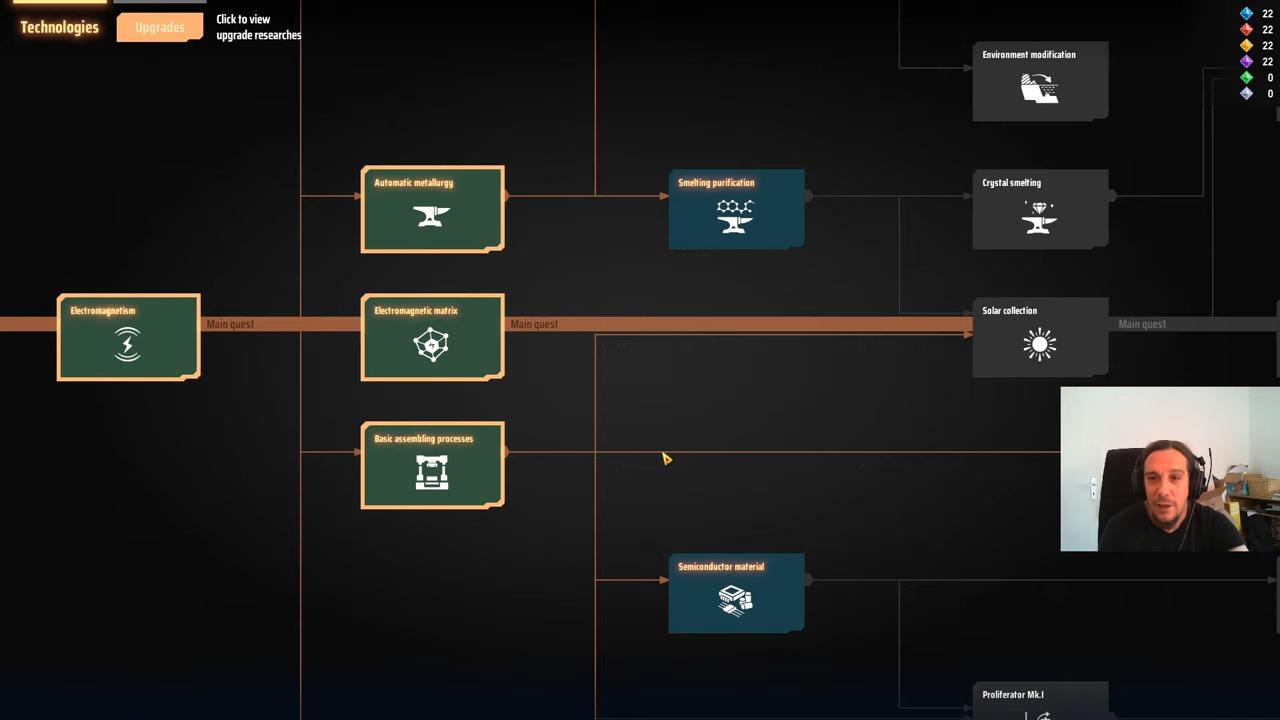 Technologies
Upgrades
Click to view
upgrade researches
22
22
22
22
0
0
Environment modification
Automatic metallurgy
Smelting purification
Crystal smelting
Electromagnetism
Main quest
Electromagnetic matrix
Main quest
Solar collection
Main quest
Basic assembling processes
Semiconductor material
Proliferator Mk.I